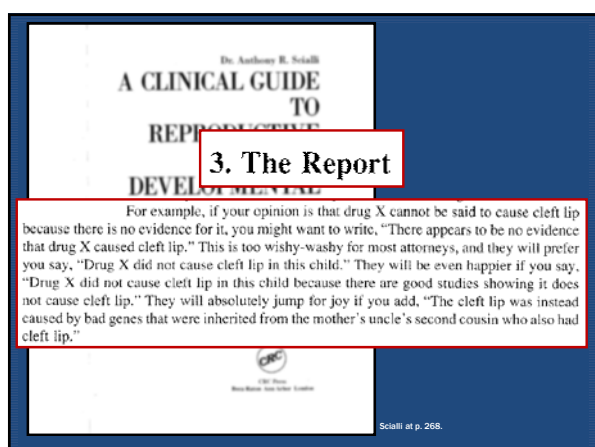 Dr. Anthony R. Scialli
A CLINICAL GUIDE
TO
3. The Report
For example, if your opinion is that drug X cannot be said to cause cleft lip
because there is no evidence for it, you might want to write, “There appears to be no evidence
that drug X caused cleft lip.” This is too wishy-washy for most attorneys, and they will prefer
you say, “Drug X did not cause cleft lip in this child.” They will be even happier if you say,
“Drug X did not cause cleft lip in this child because there are good studies showing it does
not cause cleft lip.” They will absolutely jump for joy if you add, “The cleft lip was instead
caused by bad genes that were inherited from the mother’s uncle’s second cousin who also had
cleft lip.”
CRC
CRC Press
Boca Raton Ann Arbor London
Scialli at p. 268.